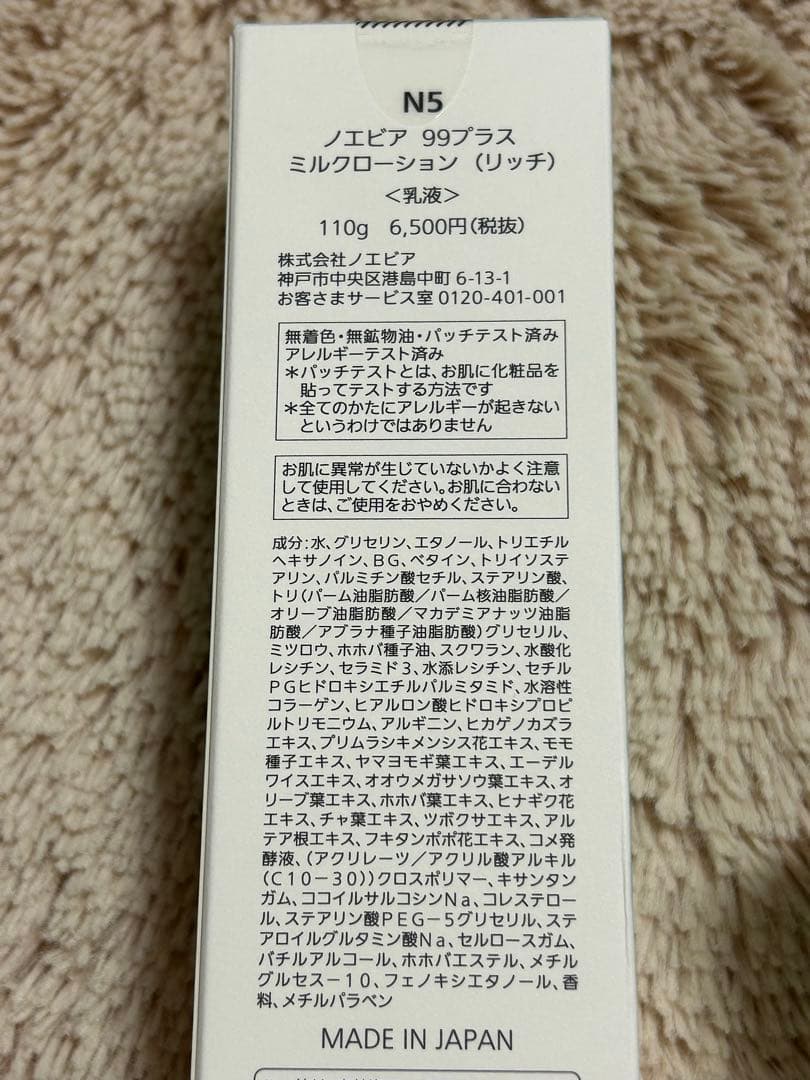 N5
ノエビア 99プラス
ミルクローション（リッチ）
＜乳液＞
110g 6,500円(税抜)
株式会社ノエビア
神戸市中央区港島中町 6-13-1
お客さまサービス室 0120-401-001
無着色・無鉱物油・パッチテスト済み
アレルギーテスト済み
＊パッチテストとは、お肌に化粧品を
貼ってテストする方法です
＊全てのかたにアレルギーが起きない
というわけではありません
お肌に異常が生じていないかよく注意
して使用してください。お肌に合わない
ときは、ご使用をおやめください。
成分：水、グリセリン、エタノール、トリエチル
ヘキサノイン、BG、ベタイン、トリイソステ
アリン、パルミチン酸セチル、ステアリン酸、
トリ(パーム油脂肪酸／パーム核油脂肪酸／
オリーブ油脂肪酸／マカデミアナッツ油脂
肪酸／アブラナ種子油脂肪酸)グリセリル、
ミツロウ、ホホバ種子油、スクワラン、水酸化
レシチン、セラミド3、水添レシチン、セチル
PGヒドロキシエチルパルミタミド、水溶性
コラーゲン、ヒアルロン酸ヒドロキシプロピ
ルトリモニウム、アルギニン、ヒカゲノカズラ
エキス、プリムラシキメンシス花エキス、モモ
種子エキス、ヤマヨモギ葉エキス、エーデル
ワイスエキス、オオウメガサソウ葉エキス、オ
リーブ葉エキス、ホホバ葉エキス、ヒナギク花
エキス、チャ葉エキス、ツボクサエキス、アル
テア根エキス、フキタンポポ花エキス、コメ発
酵液、(アクリレーツ／アクリル酸アルキル
(C10－30))クロスポリマー、キサンタン
ガム、ココイルサルコシンNa、コレステロー
ル、ステアリン酸PEG－5グリセリル、ステ
アロイルグルタミン酸Na、セルロースガム、
バチルアルコール、ホホバエステル、メチル
グルセス－10、フェノキシエタノール、香
料、メチルパラベン
MADE IN JAPAN